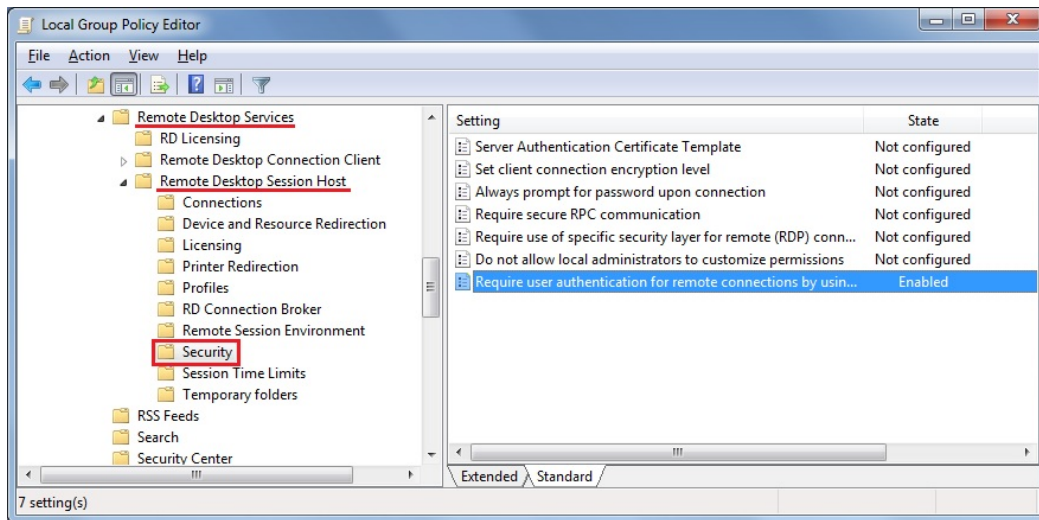 Local Group Policy Editor
File Action View Help
Remote Desktop Services
RD Licensing
Remote Desktop Connection Client
Remote Desktop Session Host
Connections
Device and Resource Redirection
Licensing
Printer Redirection
Profiles
RD Connection Broker
Remote Session Environment
Security
Session Time Limits
Temporary folders
RSS Feeds
Search
Security Center
Setting State
Server Authentication Certificate Template Not configured
Set client connection encryption level Not configured
Always prompt for password upon connection Not configured
Require secure RPC communication Not configured
Require use of specific security layer for remote (RDP) conn... Not configured
Do not allow local administrators to customize permissions Not configured
Require user authentication for remote connections by usin... Enabled
Extended Standard
7 setting(s)